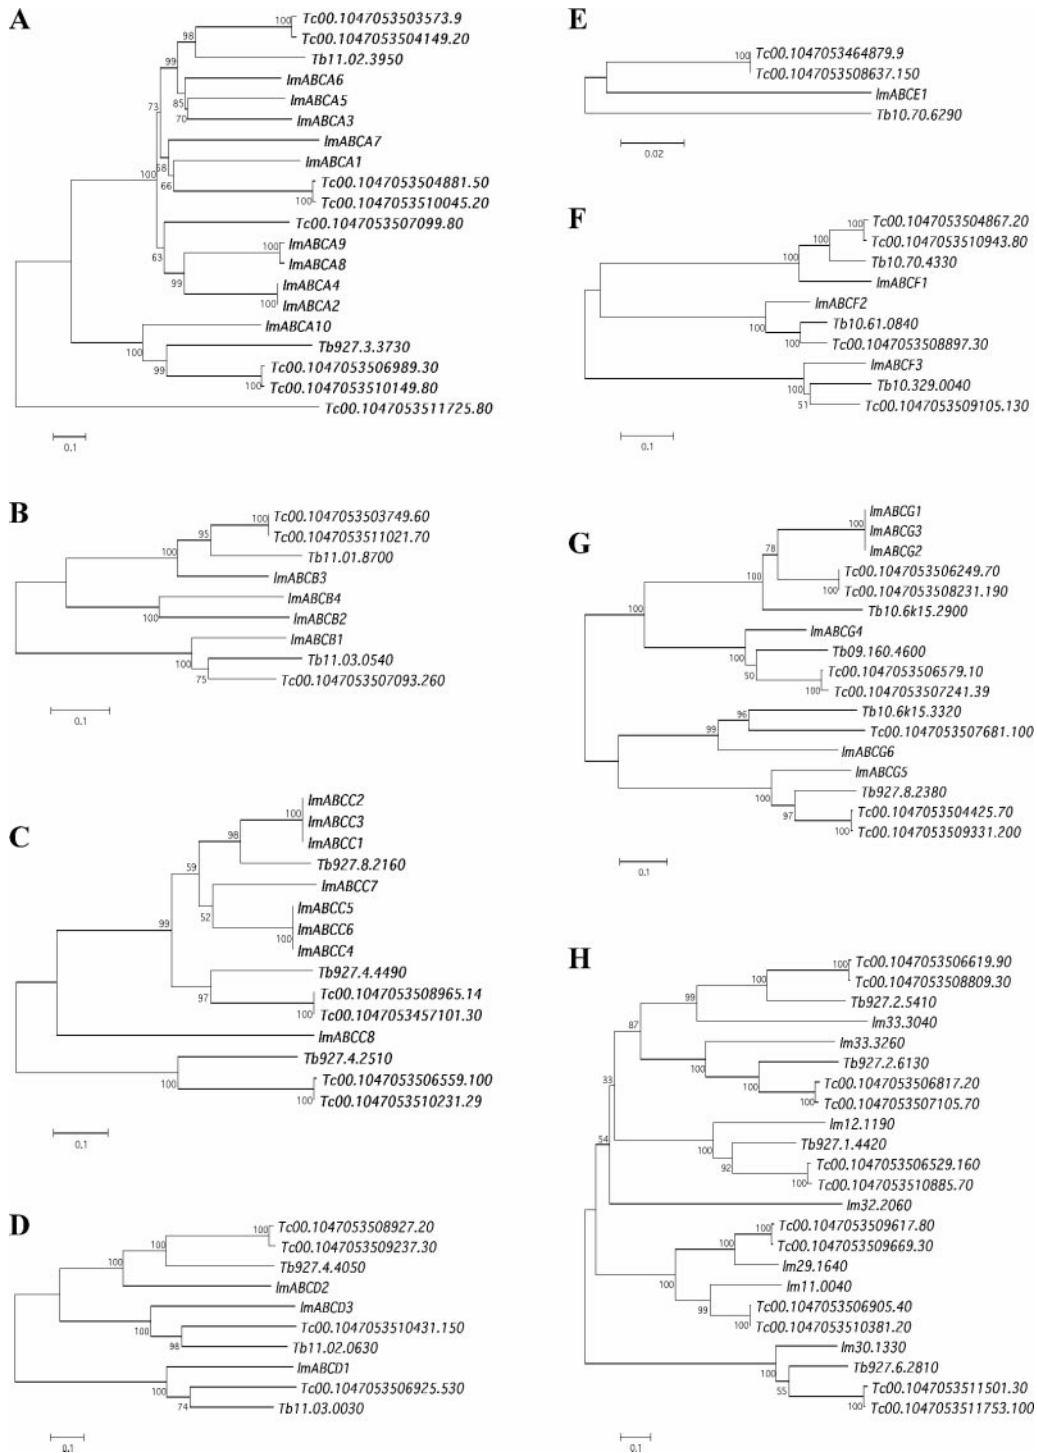 A
Tc00.1047053503573.9
Tc00.1047053504149.20
Tb11.02.3950
lmABCA6
lmABCA5
lmABCA3
lmABCA7
lmABCA1
Tc00.1047053504881.50
Tc00.1047053510045.20
Tc00.1047053507099.80
lmABCA9
lmABCA8
lmABCA4
lmABCA2
lmABCA10
Tb927.3.3730
Tc00.1047053506989.30
Tc00.1047053510149.80
Tc00.1047053511725.80
100
98
99
85
70
73
58
66
100
100
100
63
99
100
100
99
100
0.1
B
Tc00.1047053503749.60
Tc00.1047053511021.70
Tb11.01.8700
lmABCB3
lmABCB4
lmABCB2
lmABCB1
Tb11.03.0540
Tc00.1047053507093.260
100
95
100
100
100
75
0.1
C
lmABCC2
lmABCC3
lmABCC1
Tb927.8.2160
lmABCC7
lmABCC5
lmABCC6
lmABCC4
Tb927.4.4490
Tc00.1047053508965.14
Tc00.1047053457101.30
lmABCC8
Tb927.4.2510
Tc00.1047053506559.100
Tc00.1047053510231.29
100
98
59
52
100
99
97
100
100
100
0.1
D
Tc00.1047053508927.20
Tc00.1047053509237.30
Tb927.4.4050
lmABCD2
lmABCD3
Tc00.1047053510431.150
Tb11.02.0630
lmABCD1
Tc00.1047053506925.530
Tb11.03.0030
100
100
100
100
98
100
74
0.1
E
Tc00.1047053464879.9
Tc00.1047053508637.150
lmABCE1
Tb10.70.6290
100
0.02
F
Tc00.1047053504867.20
Tc00.1047053510943.80
Tb10.70.4330
lmABCF1
lmABCF2
Tb10.61.0840
Tc00.1047053508897.30
lmABCF3
Tb10.329.0040
Tc00.1047053509105.130
100
100
100
100
100
100
51
0.1
G
lmABCG1
lmABCG3
lmABCG2
Tc00.1047053506249.70
Tc00.1047053508231.190
Tb10.6k15.2900
lmABCG4
Tb09.160.4600
Tc00.1047053506579.10
Tc00.1047053507241.39
Tb10.6k15.3320
Tc00.1047053507681.100
lmABCG6
lmABCG5
Tb927.8.2380
Tc00.1047053504425.70
Tc00.1047053509331.200
100
78
100
100
100
100
50
100
96
99
100
97
100
0.1
H
Tc00.1047053506619.90
Tc00.1047053508809.30
Tb927.2.5410
lm33.3040
lm33.3260
Tb927.2.6130
Tc00.1047053506817.20
Tc00.1047053507105.70
lm12.1190
Tb927.1.4420
Tc00.1047053506529.160
Tc00.1047053510885.70
lm32.2060
Tc00.1047053509617.80
Tc00.1047053509669.30
lm29.1640
lm11.0040
Tc00.1047053506905.40
Tc00.1047053510381.20
lm30.1330
Tb927.6.2810
Tc00.1047053511501.30
Tc00.1047053511753.100
100
100
99
87
100
100
100
33
100
92
100
54
100
100
100
99
100
100
55
100
0.1